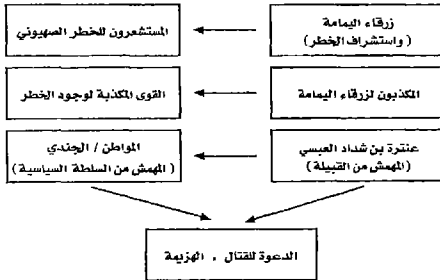 زرقاء اليمامة
(واستشراف الخطر)
المستشعرون للخطر الصهيوني
المكذبون لزرقاء اليمامة
القوى المكذبة لوجود الخطر
عنترة بن شداد العبسي
(المهمش من القبيلة)
المواطن / الجندي
(المهمش من السلطة السياسية)
الدعوة للقتال ، الهزيمة